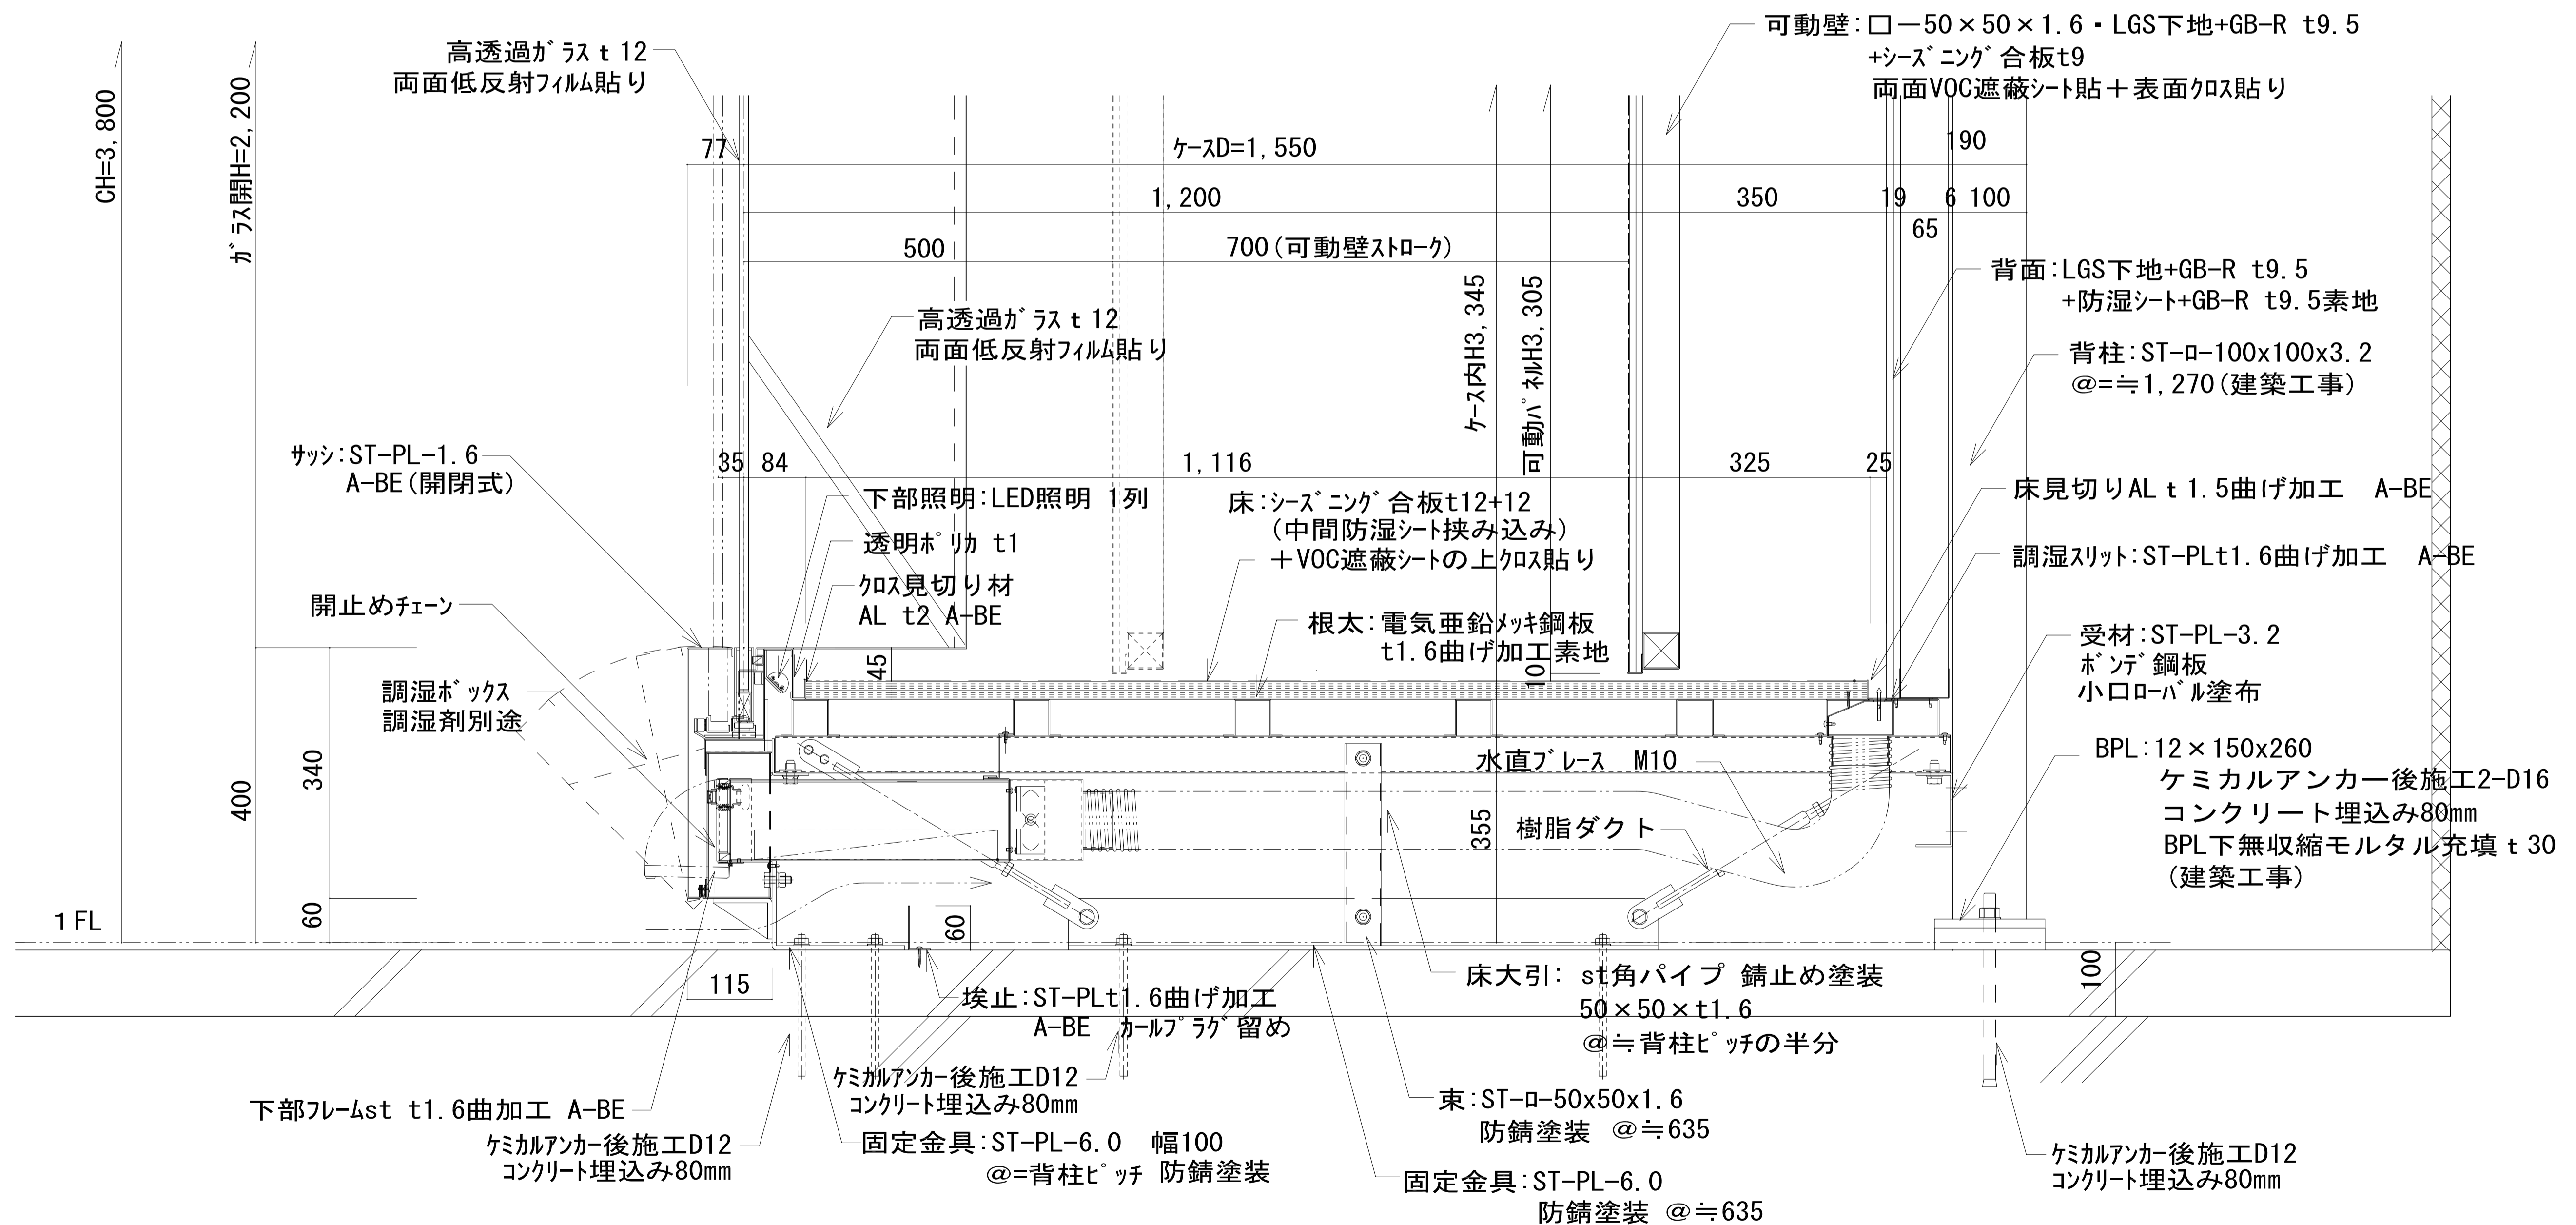 CH=3,800
ｶﾞﾗｽ開H=2,200
高透過ｶﾞﾗｽｔ12
両面低反射ﾌｨﾙﾑ貼り
可動壁:ロ－50×50×1.6・LGS下地+GB-R t9.5
+ｼｰｽﾞﾆﾝｸﾞ合板t9
両面VOC遮蔽ｼｰﾄ貼＋表面ｸﾛｽ貼り
77
ｹｰｽD=1,550
190
1,200
350
19
6
100
65
500
700(可動壁ｽﾄﾛｰｸ)
ｹｰｽ内H3,345
可動ﾊﾟﾈﾙH3,305
背面:LGS下地+GB-R t9.5
+防湿ｼｰﾄ+GB-R t9.5素地
高透過ｶﾞﾗｽｔ12
両面低反射ﾌｨﾙﾑ貼り
背柱:ST-ﾛ-100x100x3.2
@=≒1,270(建築工事)
ｻｯｼ:ST-PL-1.6
A-BE(開閉式)
35
84
1,116
325
25
下部照明:LED照明 1列
透明ﾎﾟﾘｶ t1
ｸﾛｽ見切り材
AL t2 A-BE
床:ｼｰｽﾞﾆﾝｸﾞ合板t12+12
(中間防湿ｼｰﾄ挟み込み)
＋VOC遮蔽ｼｰﾄの上ｸﾛｽ貼り
床見切りALｔ1.5曲げ加工　A-BE
調湿ｽﾘｯﾄ:ST-PLt1.6曲げ加工　A-BE
開止めﾁｪｰﾝ
根太:電気亜鉛ﾒｯｷ鋼板
t1.6曲げ加工素地
45
10
受材:ST-PL-3.2
ﾎﾞﾝﾃﾞ鋼板
小口ﾛｰﾊﾞﾙ塗布
調湿ﾎﾞｯｸｽ
調湿剤別途
400
340
60
水直ﾌﾞﾚｰｽ　M10
355
樹脂ダクト
BPL:12×150x260
ケミカルアンカー後施工2-D16
コンクリート埋込み80mm
BPL下無収縮モルタル充填ｔ30
(建築工事)
１FL
60
115
100
床大引: st角パイプ 錆止め塗装
50×50×t1.6
@≒背柱ﾋﾟｯﾁの半分
埃止:ST-PLt1.6曲げ加工
A-BE　ｶｰﾙﾌﾟﾗｸﾞ留め
ｹﾐｶﾙｱﾝｶｰ後施工D12
ｺﾝｸﾘｰﾄ埋込み80mm
下部ﾌﾚｰﾑst t1.6曲加工 A-BE
ｹﾐｶﾙｱﾝｶｰ後施工D12
ｺﾝｸﾘｰﾄ埋込み80mm
固定金具:ST-PL-6.0　幅100
@=背柱ﾋﾟｯﾁ 防錆塗装
束:ST-ﾛ-50x50x1.6
防錆塗装 @≒635
固定金具:ST-PL-6.0
防錆塗装 @≒635
ｹﾐｶﾙｱﾝｶｰ後施工D12
ｺﾝｸﾘｰﾄ埋込み80mm